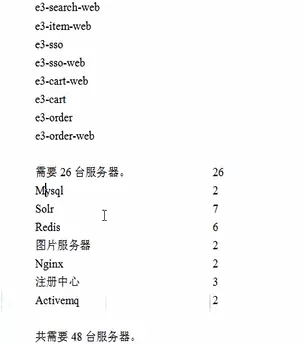 e3-search-web
e3-item-web
e3-sso
e3-sso-web
e3-cart-web
e3-cart
e3-order
e3-order-web
需要 26 台服务器。 26
Mysql 2
Solr 7
Redis 6
图片服务器 2
Nginx 2
注册中心 3
Activemq 2
共需要 48 台服务器。